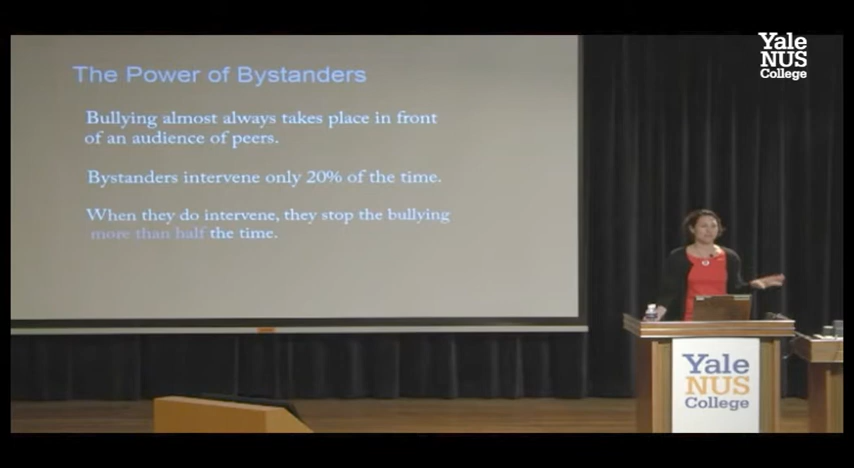 The Power of Bystanders
Bullying almost always takes place in front
of an audience of peers.
Bystanders intervene only 20% of the time.
When they do intervene, they stop the bullying
more than half the time.
Yale
NUS
College
Yale
NUS
College